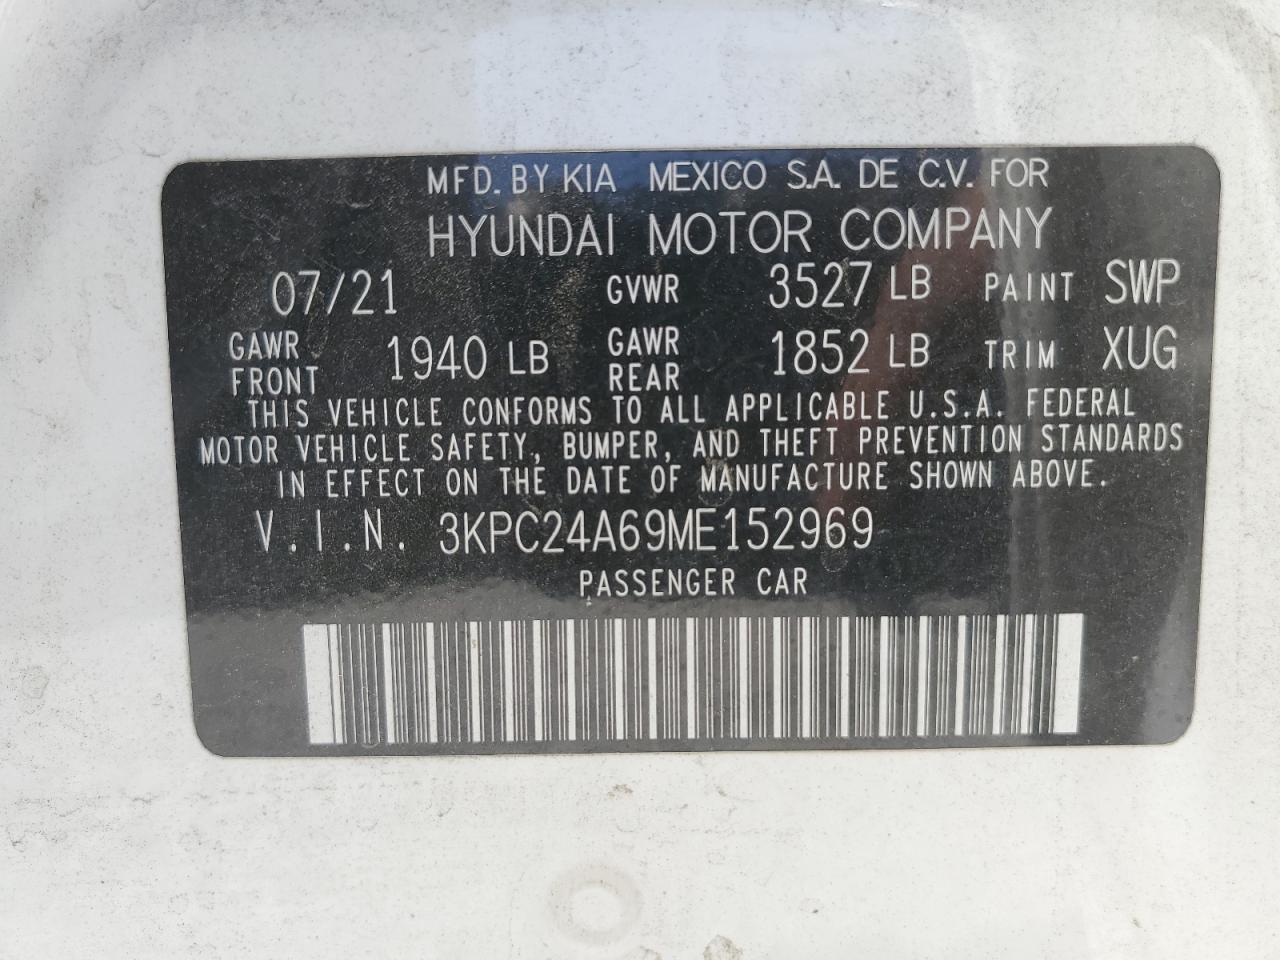 MFD. BY KIA MEXICO S.A. DE C.V. FOR
HYUNDAI MOTOR COMPANY
07/21 GVWR 3527 LB PAINT SWP
GAWR FRONT 1940 LB GAWR REAR 1852 LB TRIM XUG
THIS VEHICLE CONFORMS TO ALL APPLICABLE U.S.A. FEDERAL
MOTOR VEHICLE SAFETY, BUMPER, AND THEFT PREVENTION STANDARDS
IN EFFECT ON THE DATE OF MANUFACTURE SHOWN ABOVE.
V.I.N. 3KPC24A69ME152969
PASSENGER CAR